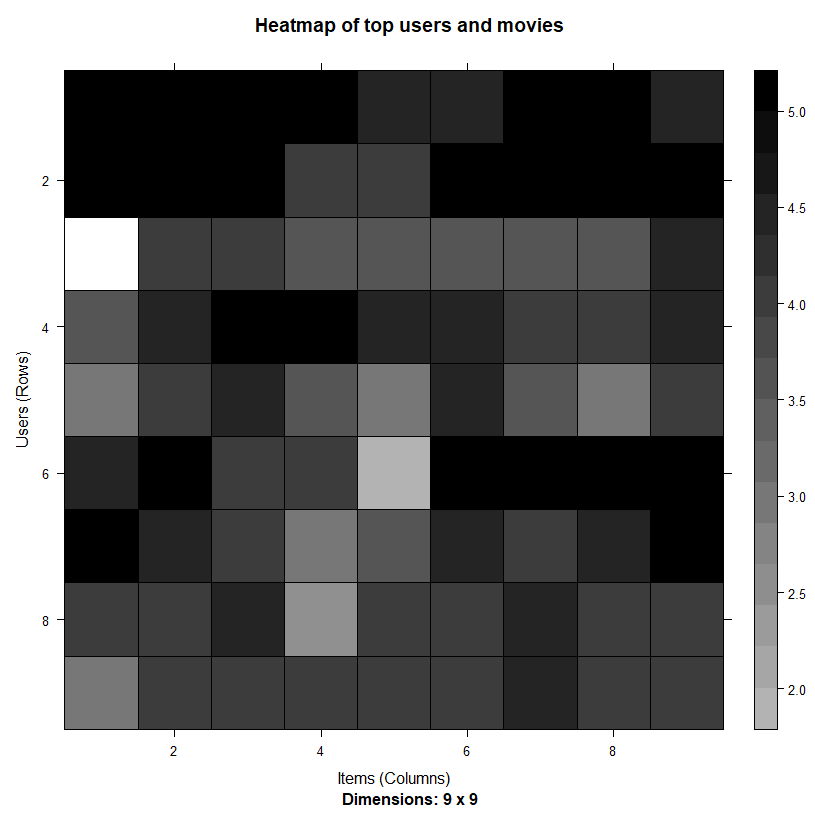 Heatmap of top users and movies
5.0
4.5
4.0
3.5
3.0
2.5
2.0
2
4
6
8
Users (Rows)
2 4 6 8
Items (Columns)
Dimensions: 9 x 9